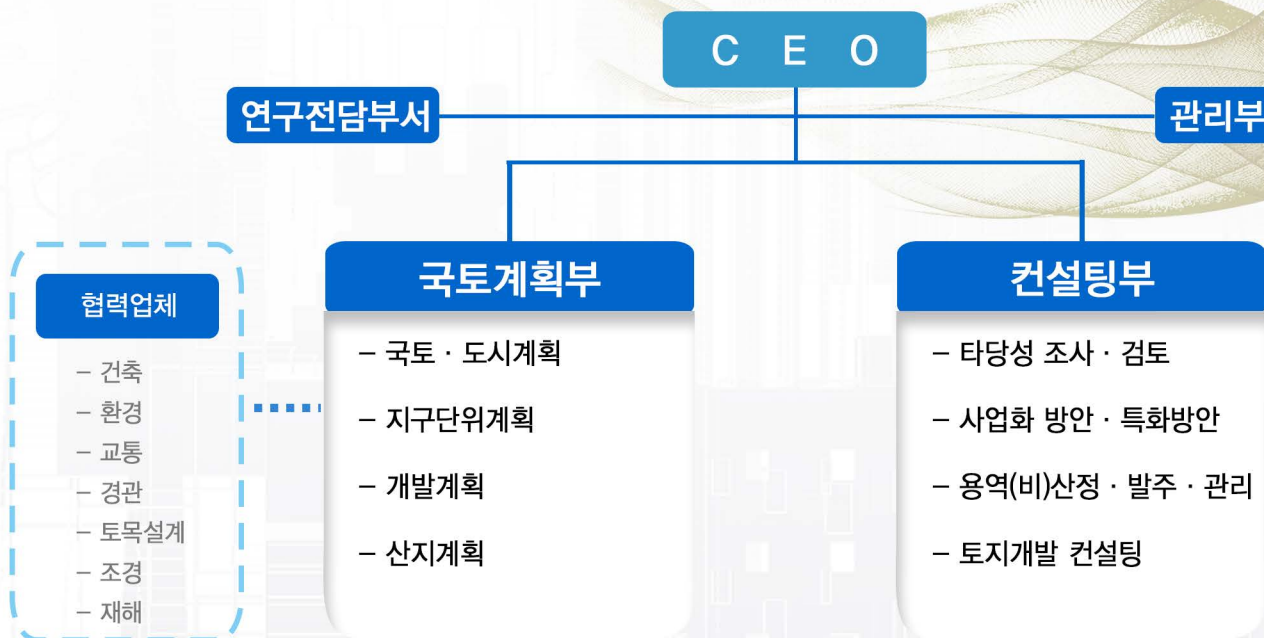 C E O
연구전담부서
관리부
협력업체
– 건축
– 환경
– 교통
– 경관
– 토목설계
– 조경
– 재해
국토계획부
– 국토 · 도시계획
– 지구단위계획
– 개발계획
– 산지계획
컨설팅부
– 타당성 조사 · 검토
– 사업화 방안 · 특화방안
– 용역(비)산정 · 발주 · 관리
– 토지개발 컨설팅